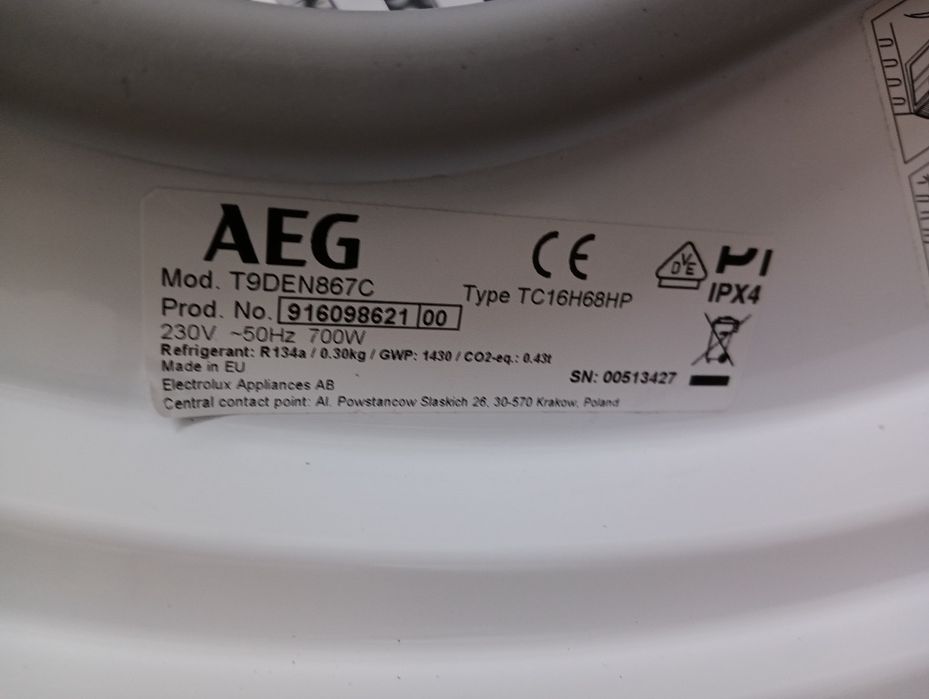 AEG
Mod. T9DEN867C
Type TC16H68HP
Prod. No. 916098621 00
230V ~50Hz 700W
IPX4
Refrigerant: R134a / 0.30kg / GWP: 1430 / CO2-eq.: 0.43t
Made in EU
SN: 00513427
Electrolux Appliances AB
Central contact point: Al. Powstancow Slaskich 26, 30-570 Krakow, Poland
CE
DVE